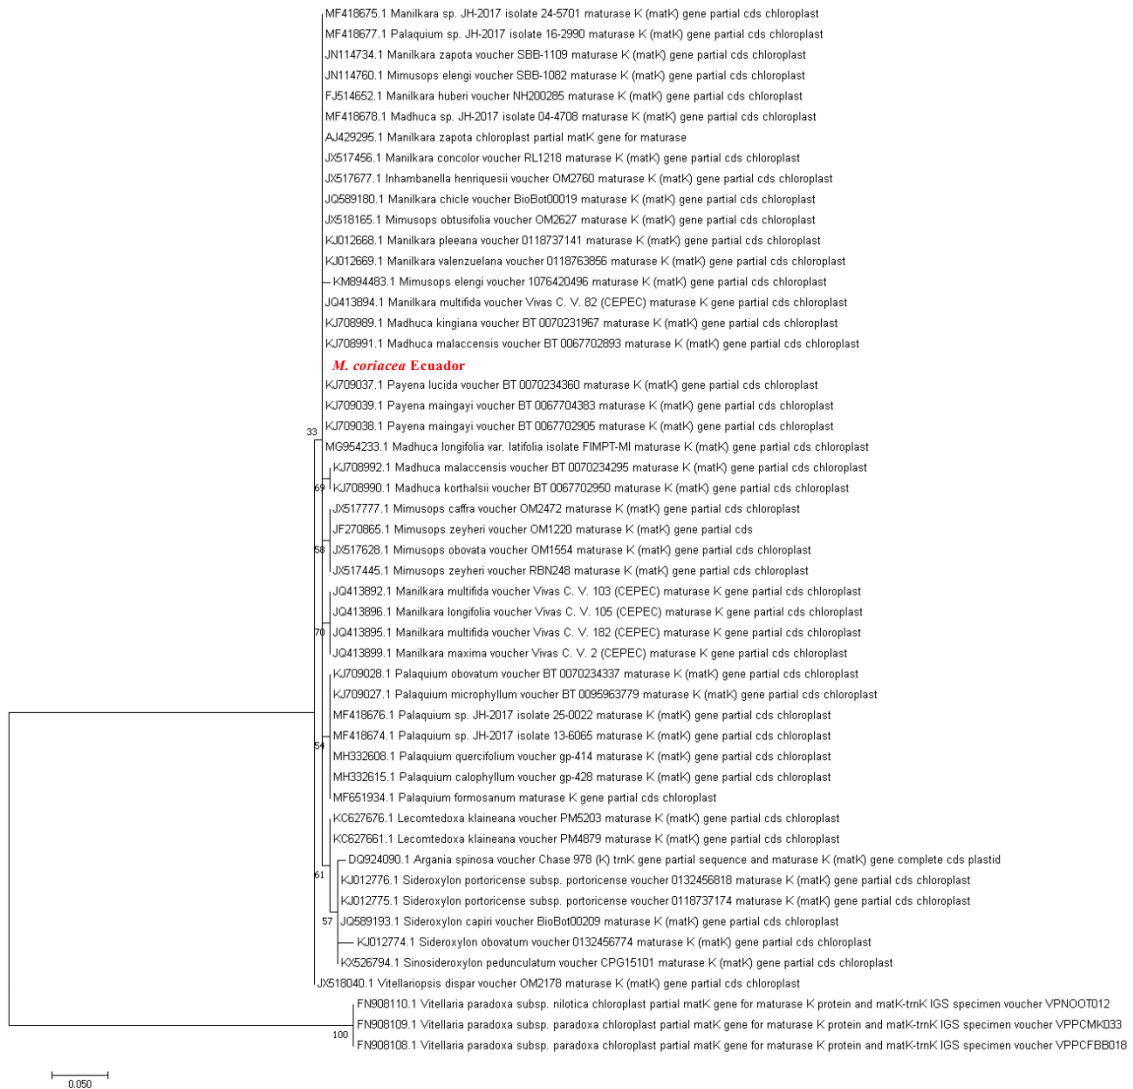 MF418675.1 Manilkara sp. JH-2017 isolate 24-5701 maturase K (matK) gene partial cds chloroplast
MF418677.1 Palaquium sp. JH-2017 isolate 16-2990 maturase K (matK) gene partial cds chloroplast
JN114734.1 Manilkara zapota voucher SBB-1109 maturase K (matK) gene partial cds chloroplast
JN114760.1 Mimusops elengi voucher SBB-1082 maturase K (matK) gene partial cds chloroplast
FJ514652.1 Manilkara huberi voucher NH200285 maturase K (matK) gene partial cds chloroplast
MF418678.1 Madhuca sp. JH-2017 isolate 04-4708 maturase K (matK) gene partial cds chloroplast
AJ429295.1 Manilkara zapota chloroplast partial matK gene for maturase
JX517456.1 Manilkara concolor voucher RL1218 maturase K (matK) gene partial cds chloroplast
JX517677.1 Inhambanella henriquesii voucher OM2760 maturase K (matK) gene partial cds chloroplast
JQ589180.1 Manilkara chicle voucher BioBot00019 maturase K (matK) gene partial cds chloroplast
JX518165.1 Mimusops obtusifolia voucher OM2627 maturase K (matK) gene partial cds chloroplast
KJ012668.1 Manilkara pleeana voucher 0118737141 maturase K (matK) gene partial cds chloroplast
KJ012669.1 Manilkara valenzuelana voucher 0118763856 maturase K (matK) gene partial cds chloroplast
KM894483.1 Mimusops elengi voucher 1076420496 maturase K (matK) gene partial cds chloroplast
JQ413894.1 Manilkara multifida voucher Vivas C. V. 82 (CEPEC) maturase K gene partial cds chloroplast
KJ708989.1 Madhuca kingiana voucher BT 0070231967 maturase K (matK) gene partial cds chloroplast
KJ708991.1 Madhuca malaccensis voucher BT 0067702893 maturase K (matK) gene partial cds chloroplast
M. coriacea Ecuador
KJ709037.1 Payena lucida voucher BT 0070234360 maturase K (matK) gene partial cds chloroplast
KJ709039.1 Payena maingayi voucher BT 0067704383 maturase K (matK) gene partial cds chloroplast
KJ709038.1 Payena maingayi voucher BT 0067702905 maturase K (matK) gene partial cds chloroplast
33
MG954233.1 Madhuca longifolia var. latifolia isolate FIMPT-MI maturase K (matK) gene partial cds chloroplast
KJ708992.1 Madhuca malaccensis voucher BT 0070234295 maturase K (matK) gene partial cds chloroplast
69
KJ708990.1 Madhuca korthalsii voucher BT 0067702950 maturase K (matK) gene partial cds chloroplast
JX517777.1 Mimusops caffra voucher OM2472 maturase K (matK) gene partial cds chloroplast
JF270865.1 Mimusops zeyheri voucher OM1220 maturase K (matK) gene partial cds
58
JX517628.1 Mimusops obovata voucher OM1554 maturase K (matK) gene partial cds chloroplast
JX517445.1 Mimusops zeyheri voucher RBN248 maturase K (matK) gene partial cds chloroplast
JQ413892.1 Manilkara multifida voucher Vivas C. V. 103 (CEPEC) maturase K gene partial cds chloroplast
JQ413896.1 Manilkara longifolia voucher Vivas C. V. 105 (CEPEC) maturase K gene partial cds chloroplast
70
JQ413895.1 Manilkara multifida voucher Vivas C. V. 182 (CEPEC) maturase K gene partial cds chloroplast
JQ413899.1 Manilkara maxima voucher Vivas C. V. 2 (CEPEC) maturase K gene partial cds chloroplast
KJ709028.1 Palaquium obovatum voucher BT 0070234337 maturase K (matK) gene partial cds chloroplast
KJ709027.1 Palaquium microphyllum voucher BT 0095963779 maturase K (matK) gene partial cds chloroplast
MF418676.1 Palaquium sp. JH-2017 isolate 25-0022 maturase K (matK) gene partial cds chloroplast
54
MF418674.1 Palaquium sp. JH-2017 isolate 13-6065 maturase K (matK) gene partial cds chloroplast
MH332608.1 Palaquium quercifolium voucher gp-414 maturase K (matK) gene partial cds chloroplast
MH332615.1 Palaquium calophyllum voucher gp-428 maturase K (matK) gene partial cds chloroplast
MF651934.1 Palaquium formosanum maturase K gene partial cds chloroplast
KC627676.1 Lecomtedoxa klaineana voucher PM5203 maturase K (matK) gene partial cds chloroplast
KC627661.1 Lecomtedoxa klaineana voucher PM4879 maturase K (matK) gene partial cds chloroplast
DQ924090.1 Argania spinosa voucher Chase 978 (K) trnK gene partial sequence and maturase K (matK) gene complete cds plastid
61
KJ012776.1 Sideroxylon portoricense subsp. portoricense voucher 0132456818 maturase K (matK) gene partial cds chloroplast
KJ012775.1 Sideroxylon portoricense subsp. portoricense voucher 0118737174 maturase K (matK) gene partial cds chloroplast
57
JQ589193.1 Sideroxylon capiri voucher BioBot00209 maturase K (matK) gene partial cds chloroplast
KJ012774.1 Sideroxylon obovatum voucher 0132456774 maturase K (matK) gene partial cds chloroplast
KX526794.1 Sinosideroxylon pedunculatum voucher CPG15101 maturase K (matK) gene partial cds chloroplast
JX518040.1 Vitellariopsis dispar voucher OM2178 maturase K (matK) gene partial cds chloroplast
FN908110.1 Vitellaria paradoxa subsp. nilotica chloroplast partial matK gene for maturase K protein and matK-trnK IGS specimen voucher VPNOOT012
FN908109.1 Vitellaria paradoxa subsp. paradoxa chloroplast partial matK gene for maturase K protein and matK-trnK IGS specimen voucher VPPCMK033
100
FN908108.1 Vitellaria paradoxa subsp. paradoxa chloroplast partial matK gene for maturase K protein and matK-trnK IGS specimen voucher VPPCFBB018
0.050